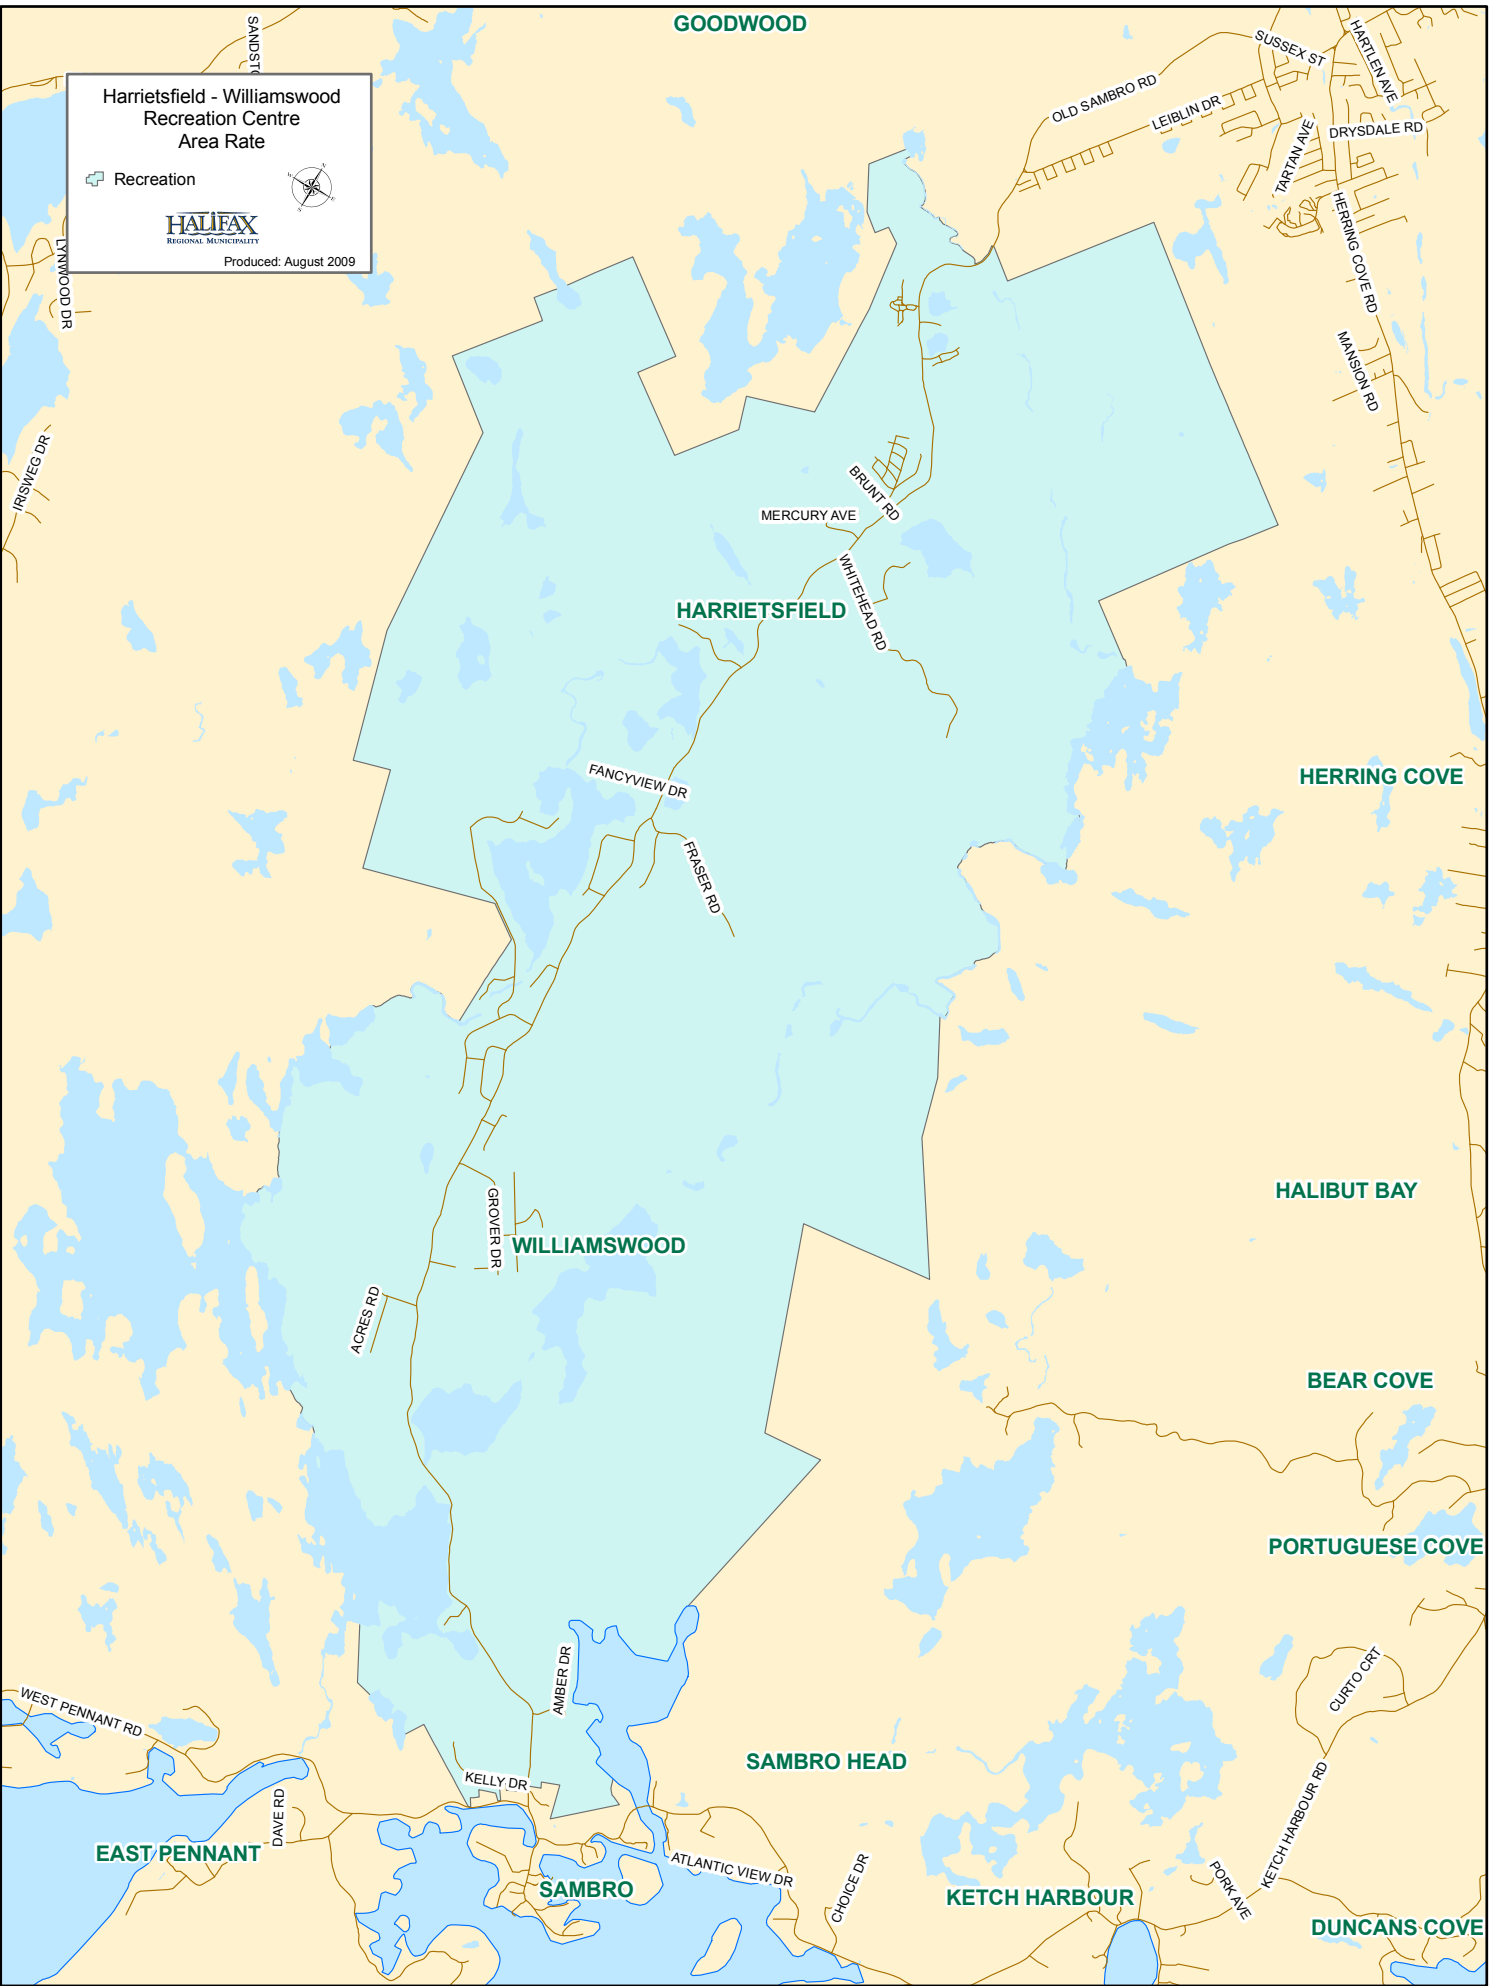 GOODWOOD
SUSSEX ST
HARTLEN AVE
Harrietsfield - Williamswood
Recreation Centre
Area Rate
Recreation
HALIFAX
REGIONAL MUNICIPALITY
Produced: August 2009
OLD SAMBRO RD
LEIBLIN DR
DRYSDALE RD
TARTAN AVE
HERRING COVE RD
LYNWOOD DR
MANSION RD
IRISWEG DR
BRUNT RD
MERCURY AVE
WHITEHEAD RD
HARRIETSFIELD
FANCYVIEW DR
HERRING COVE
FRASER RD
GROVER DR
HALIBUT BAY
WILLIAMSWOOD
ACRES RD
BEAR COVE
PORTUGUESE COVE
AMBER DR
CURTO CRT
WEST PENNANT RD
SAMBRO HEAD
KELLY DR
DAVE RD
KETCH HARBOUR RD
EAST PENNANT
ATLANTIC VIEW DR
CHOICE DR
PORK AVE
SAMBRO
KETCH HARBOUR
DUNCANS COVE